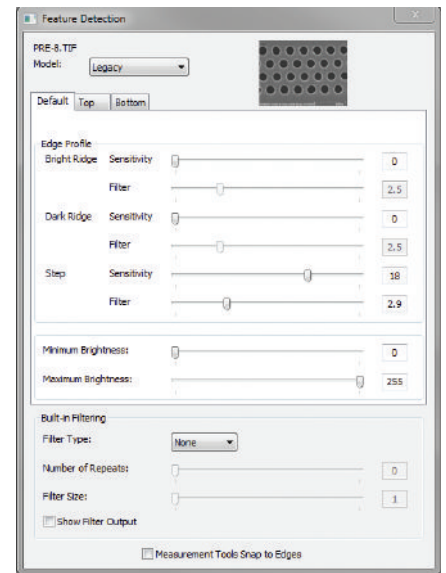 Feature Detection
PRE-8.TIF
Model: Legacy
Default Top Bottom
Edge Profile
Bright Ridge Sensitivity 0
Filter 2.5
Dark Ridge Sensitivity 0
Filter 2.5
Step Sensitivity 18
Filter 2.9
Minimum Brightness: 0
Maximum Brightness: 255
Built-in Filtering
Filter Type: None
Number of Repeats: 0
Filter Size: 1
Show Filter Output
Measurement Tools Snap to Edges